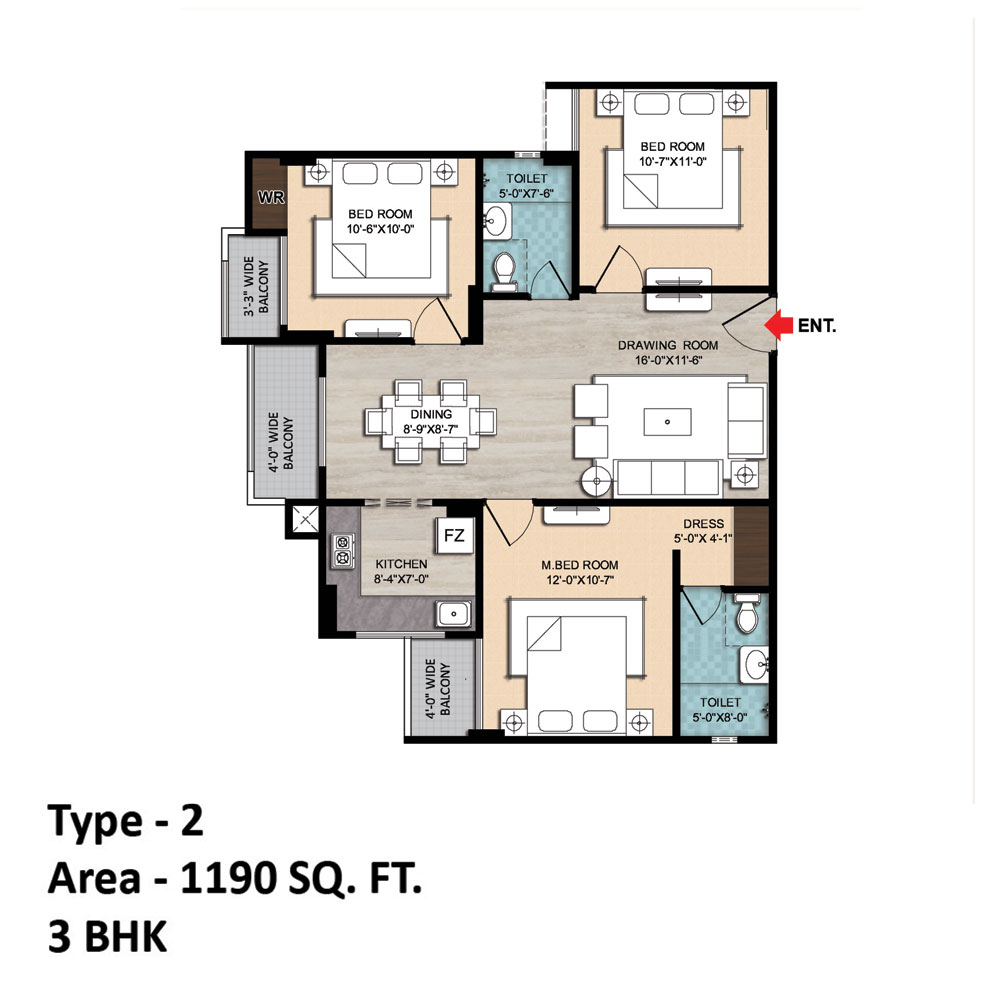 BED ROOM
10'-7"X11'-0"
TOILET
5'-0"X7'-6"
WR
BED ROOM
10'-6"X10'-0"
3'-3" WIDE
BALCONY
ENT.
DRAWING ROOM
16'-0"X11'-6"
DINING
8'-9"X8'-7"
4'-0" WIDE
BALCONY
DRESS
5'-0"X 4'-1"
FZ
KITCHEN
8'-4"X7'-0"
M.BED ROOM
12'-0"X10'-7"
4'-0" WIDE
BALCONY
TOILET
5'-0"X8'-0"
Type - 2
Area - 1190 SQ. FT.
3 BHK